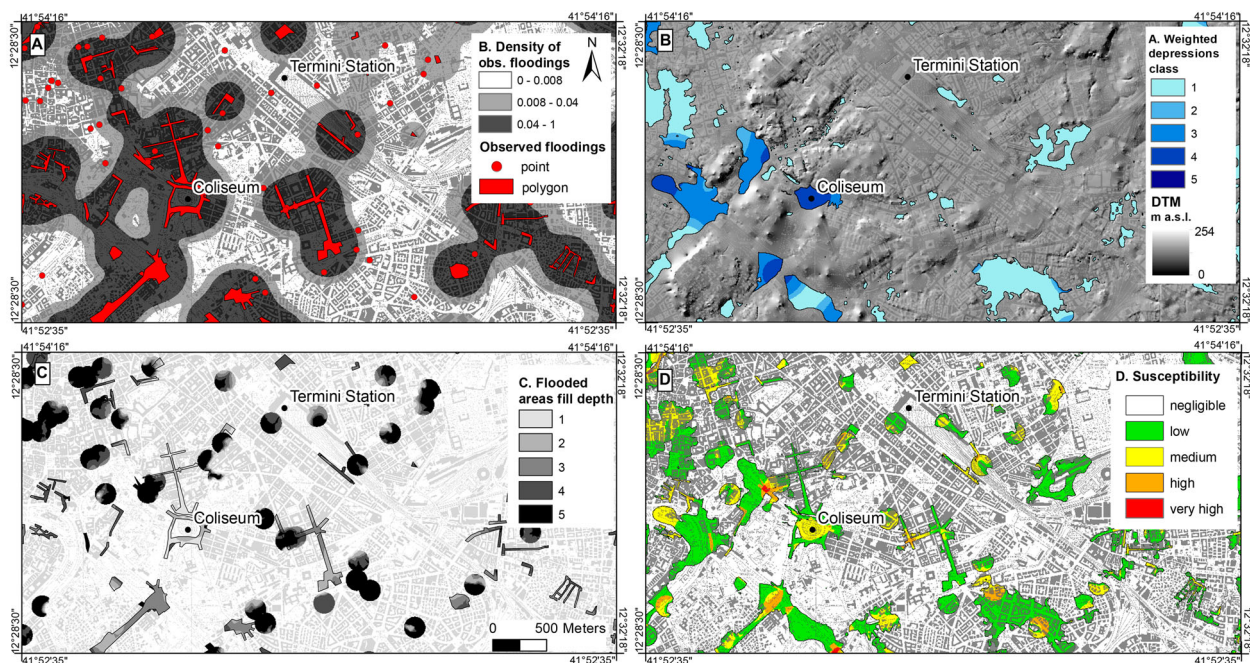 41°54'16"
41°54'16"
12°28'30"
12°32'18"
A
B. Density of
obs. floodings
N
0 - 0.008
0.008 - 0.04
0.04 - 1
Observed floodings
point
polygon
Termini Station
Coliseum
12°28'30"
12°32'18"
41°52'35"
41°52'35"
41°54'16"
41°54'16"
12°28'30"
12°32'18"
B
A. Weighted
depressions
class
1
2
3
4
5
DTM
m a.s.l.
254
0
Termini Station
Coliseum
12°28'30"
12°32'18"
41°52'35"
41°52'35"
41°54'16"
41°54'16"
12°28'30"
12°32'18"
C
C. Flooded
areas fill depth
1
2
3
4
5
Termini Station
Coliseum
0
500 Meters
12°28'30"
12°32'18"
41°52'35"
41°52'35"
41°54'16"
41°54'16"
12°28'30"
12°32'18"
D
D. Susceptibility
negligible
low
medium
high
very high
Termini Station
Coliseum
12°28'30"
12°32'18"
41°52'35"
41°52'35"